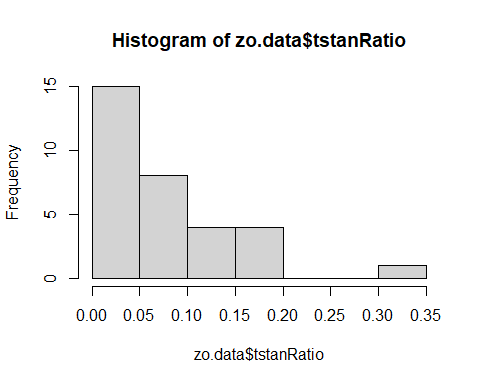 Histogram of zo.data$tstanRatio
Frequency
15
10
5
0
0.00 0.05 0.10 0.15 0.20 0.25 0.30 0.35
zo.data$tstanRatio